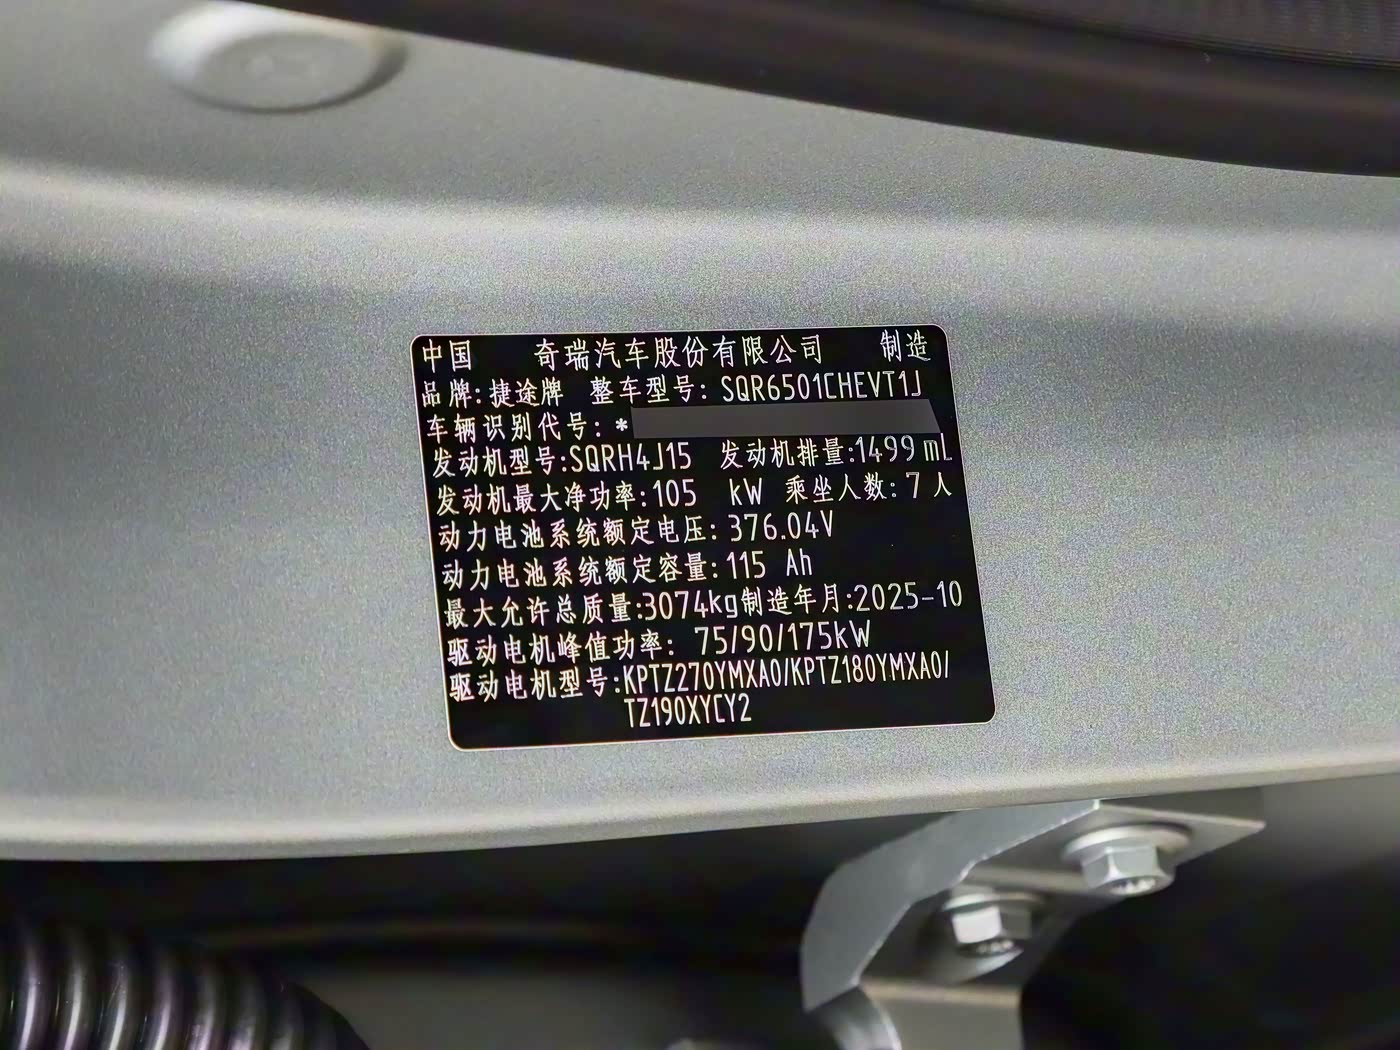 中国 奇瑞汽车股份有限公司 制造
品牌:捷途牌 整车型号:SQR6501CHEVT1J
车辆识别代号:*
发动机型号:SQRH4J15 发动机排量:1499 mL
发动机最大净功率:105 kW 乘坐人数:7 人
动力电池系统额定电压:376.04V
动力电池系统额定容量:115 Ah
最大允许总质量:3074kg制造年月:2025-10
驱动电机峰值功率: 75/90/175kW
驱动电机型号:KPTZ270YMXA0/KPTZ180YMXA0/
TZ190XYCY2